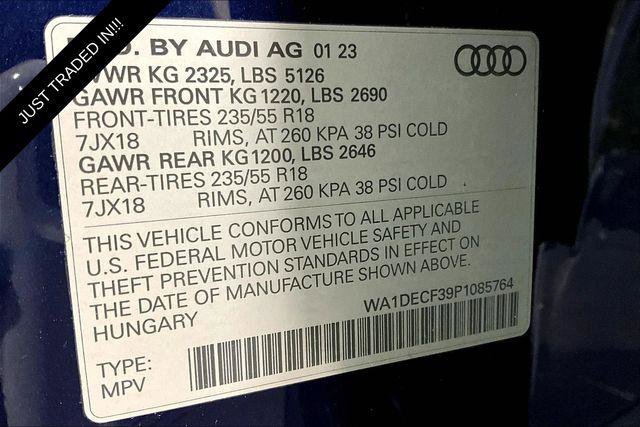 JUST TRADED IN!!!
BY AUDI AG 01 23
KG 2325, LBS 5126
GAWR FRONT KG 1220, LBS 2690
FRONT-TIRES 235/55 R18
7JX18 RIMS, AT 260 KPA 38 PSI COLD
GAWR REAR KG 1200, LBS 2646
REAR-TIRES 235/55 R18
7JX18 RIMS, AT 260 KPA 38 PSI COLD
THIS VEHICLE CONFORMS TO ALL APPLICABLE
U.S. FEDERAL MOTOR VEHICLE SAFETY AND
THEFT PREVENTION STANDARDS IN EFFECT ON
THE DATE OF MANUFACTURE SHOWN ABOVE.
HUNGARY
WA1DECF39P1085764
TYPE:
MPV